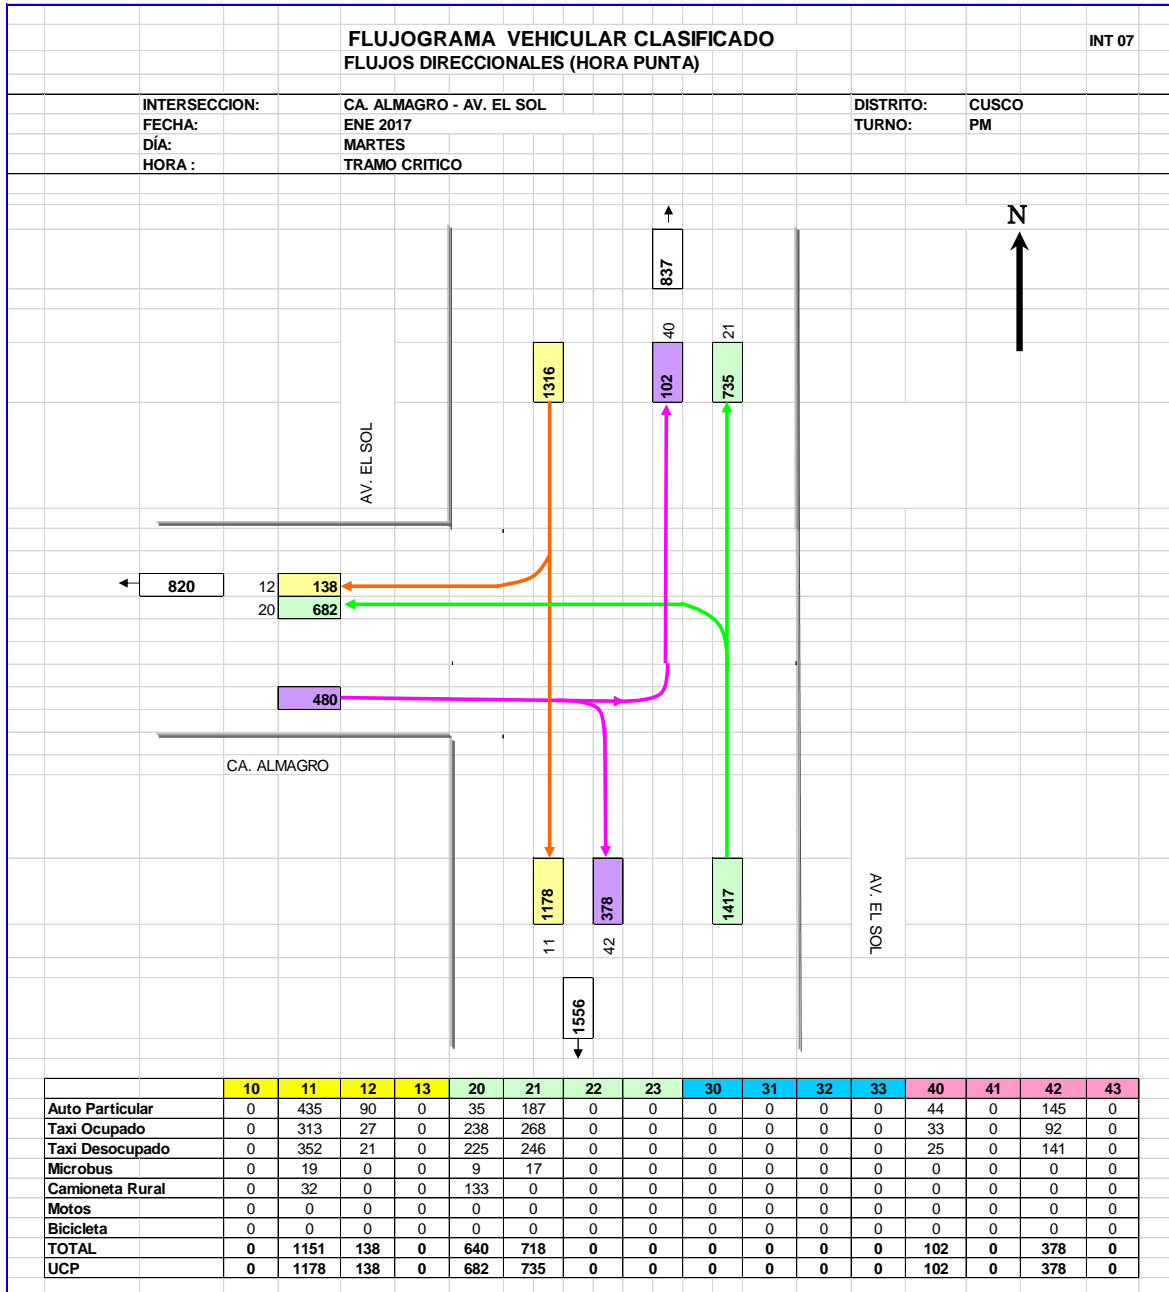 FLUJOGRAMA VEHICULAR CLASIFICADO INT 07
FLUJOS DIRECCIONALES (HORA PUNTA)
INTERSECCION: CA. ALMAGRO - AV. EL SOL DISTRITO: CUSCO
FECHA: ENE 2017 TURNO: PM
DÍA: MARTES
HORA : TRAMO CRITICO
N
837
40 21
1316 102 735
AV. EL SOL
820 12 138
20 682
480
CA. ALMAGRO
1178 378 1417
AV. EL SOL
11 42
1556
10 11 12 13 20 21 22 23 30 31 32 33 40 41 42 43
Auto Particular 0 435 90 0 35 187 0 0 0 0 0 0 44 0 145 0
Taxi Ocupado 0 313 27 0 238 268 0 0 0 0 0 0 33 0 92 0
Taxi Desocupado 0 352 21 0 225 246 0 0 0 0 0 0 25 0 141 0
Microbus 0 19 0 0 9 17 0 0 0 0 0 0 0 0 0 0
Camioneta Rural 0 32 0 0 133 0 0 0 0 0 0 0 0 0 0 0
Motos 0 0 0 0 0 0 0 0 0 0 0 0 0 0 0 0
Bicicleta 0 0 0 0 0 0 0 0 0 0 0 0 0 0 0 0
TOTAL 0 1151 138 0 640 718 0 0 0 0 0 0 102 0 378 0
UCP 0 1178 138 0 682 735 0 0 0 0 0 0 102 0 378 0